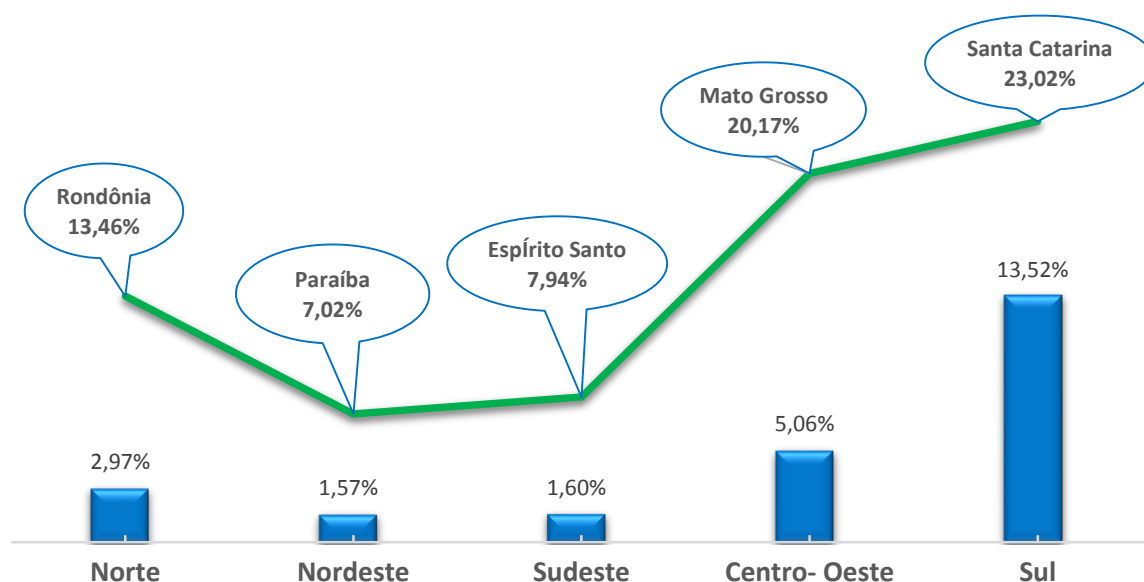 Santa Catarina
23,02%
Mato Grosso
20,17%
Rondônia
13,46%
EspÍrito Santo
7,94%
Paraíba
7,02%
13,52%
5,06%
2,97%
1,57%
1,60%
Norte
Nordeste
Sudeste
Centro- Oeste
Sul